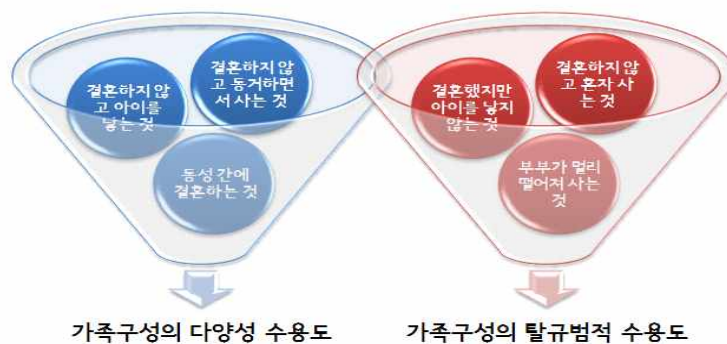 결혼하지 않
고 아이를
낳는 것
결혼하지 않
고 동거하면
서 사는 것
동성 간에
결혼하는 것
가족구성의 다양성 수용도
결혼했지만
아이를 낳지
않는 것
결혼하지 않
고 혼자 사
는 것
부부가 멀리
떨어져 사는
것
가족구성의 탈규범적 수용도